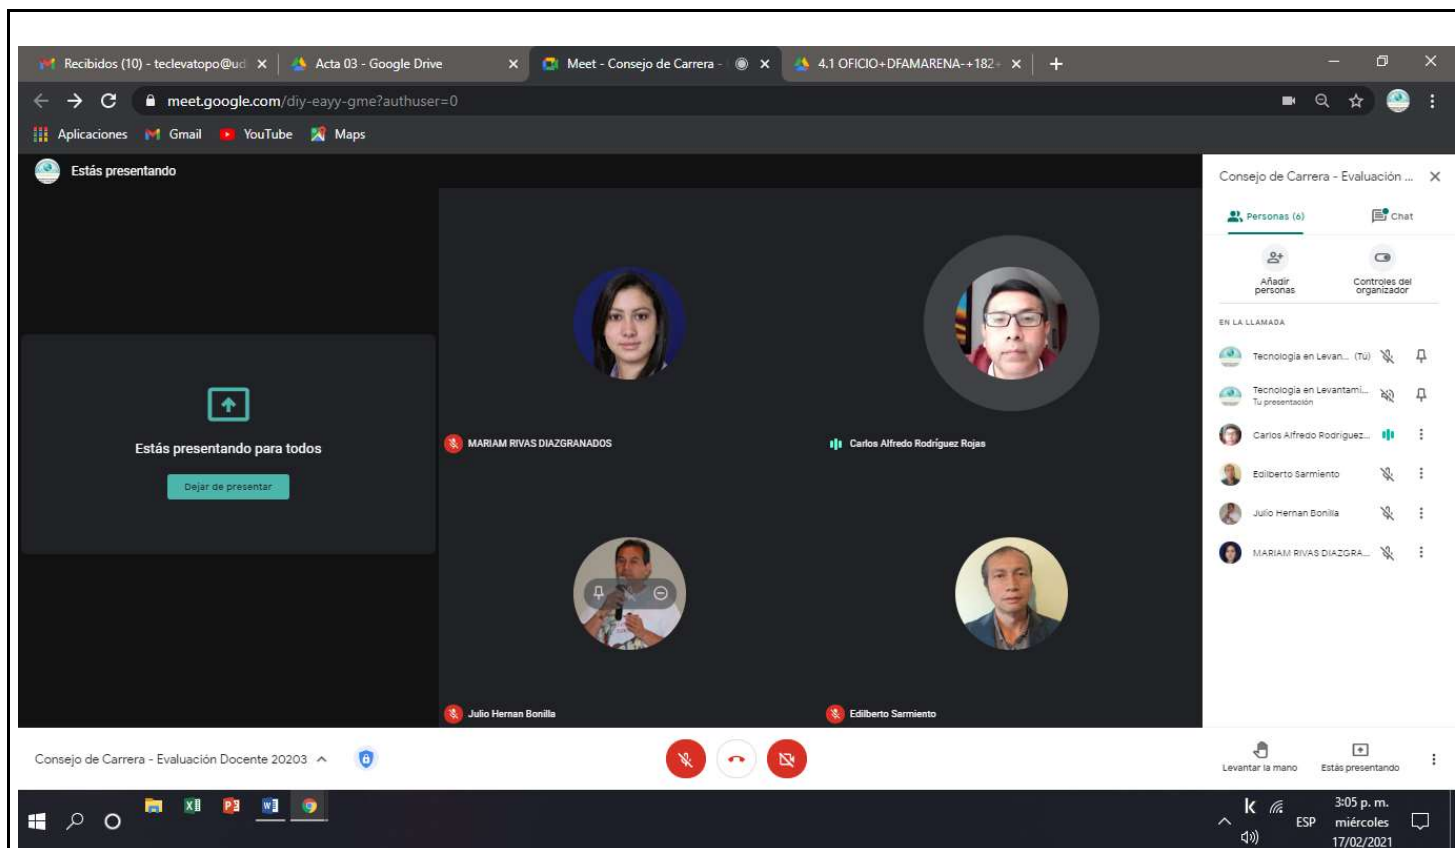 Recibidos (10) - teclevatopo@ud
Acta 03 - Google Drive
Meet - Consejo de Carrera -
4.1 OFICIO+DFAMARENA-+182-
meet.google.com/diy-eayy-gme?authuser=0
Aplicaciones
Gmail
YouTube
Maps
Estás presentando
Estás presentando para todos
Dejar de presentar
MARIAM RIVAS DIAZGRANADOS
Carlos Alfredo Rodríguez Rojas
Julio Hernan Bonilla
Edilberto Sarmiento
Consejo de Carrera - Evaluación ...
Personas (6)
Chat
Añadir
personas
Controles del
organizador
EN LA LLAMADA
Tecnología en Levan... (Tú)
Tecnología en Levantami...
Tu presentación
Carlos Alfredo Rodríguez...
Edilberto Sarmiento
Julio Hernan Bonilla
MARIAM RIVAS DIAZGRA...
Consejo de Carrera - Evaluación Docente 20203
Levantar la mano
Estás presentando
ESP
3:05 p. m.
miércoles
17/02/2021